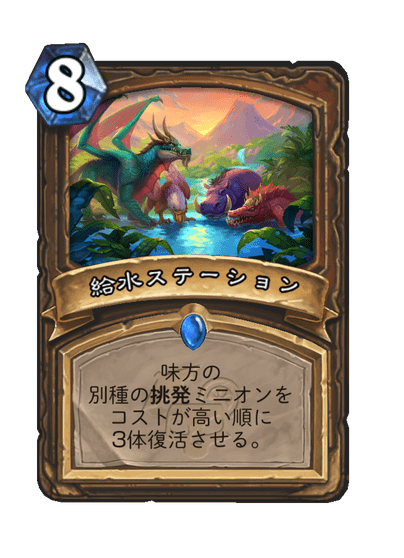 8
給水ステーション
味方の
別種の挑発ミニオンを
コストが高い順に
3体復活させる。